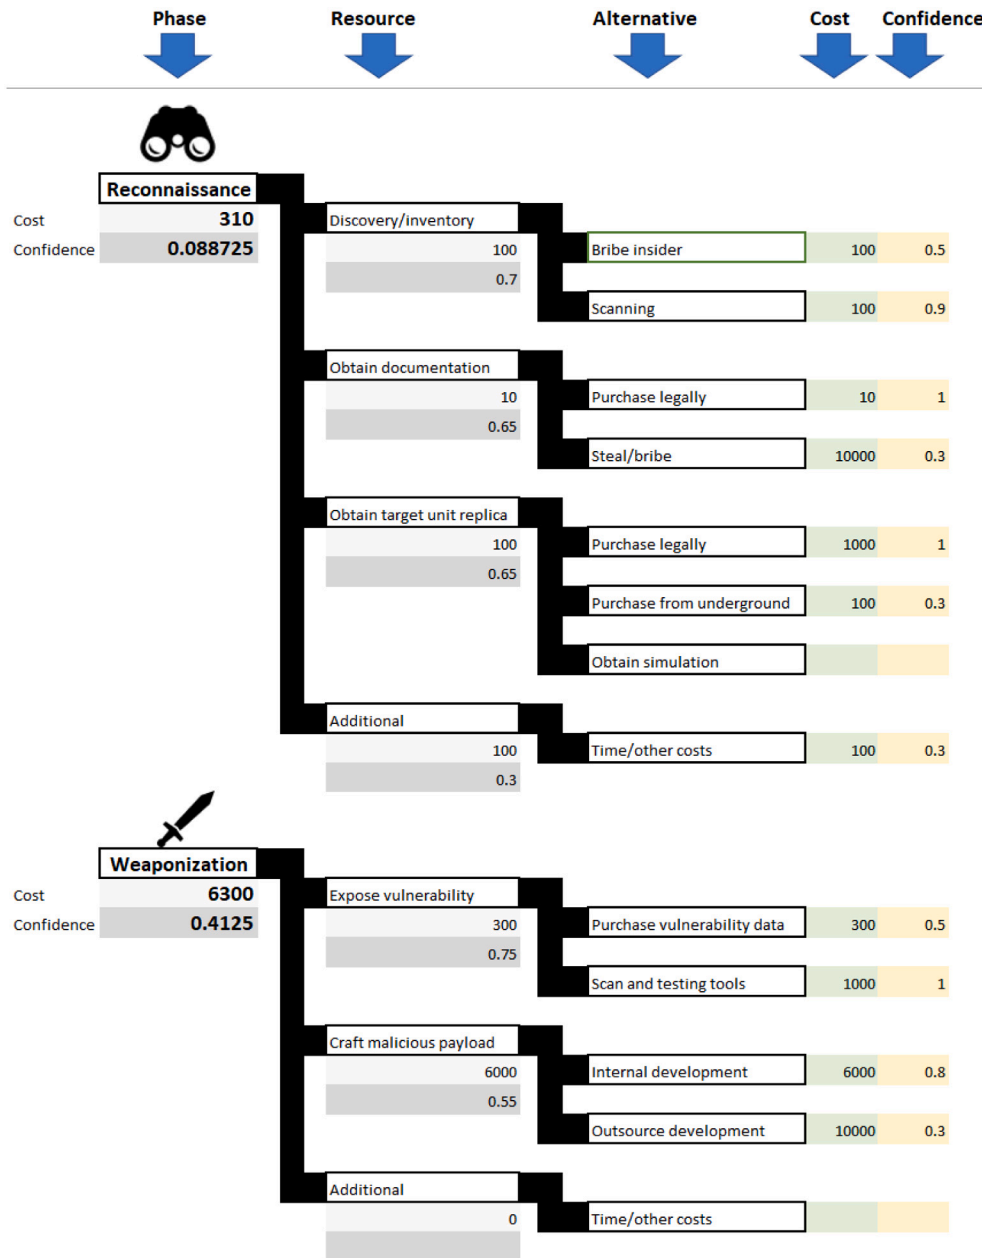 Phase Resource Alternative Cost Confidence
Reconnaissance
Cost 310 Discovery/inventory
Confidence 0.088725 100 Bribe insider 100 0.5
0.7
Scanning 100 0.9
Obtain documentation
10 Purchase legally 10 1
0.65
Steal/bribe 10000 0.3
Obtain target unit replica
100 Purchase legally 1000 1
0.65
Purchase from underground 100 0.3
Obtain simulation
Additional
100 Time/other costs 100 0.3
0.3
Weaponization
Cost 6300 Expose vulnerability
Confidence 0.4125 300 Purchase vulnerability data 300 0.5
0.75
Scan and testing tools 1000 1
Craft malicious payload
6000 Internal development 6000 0.8
0.55
Outsource development 10000 0.3
Additional
0 Time/other costs